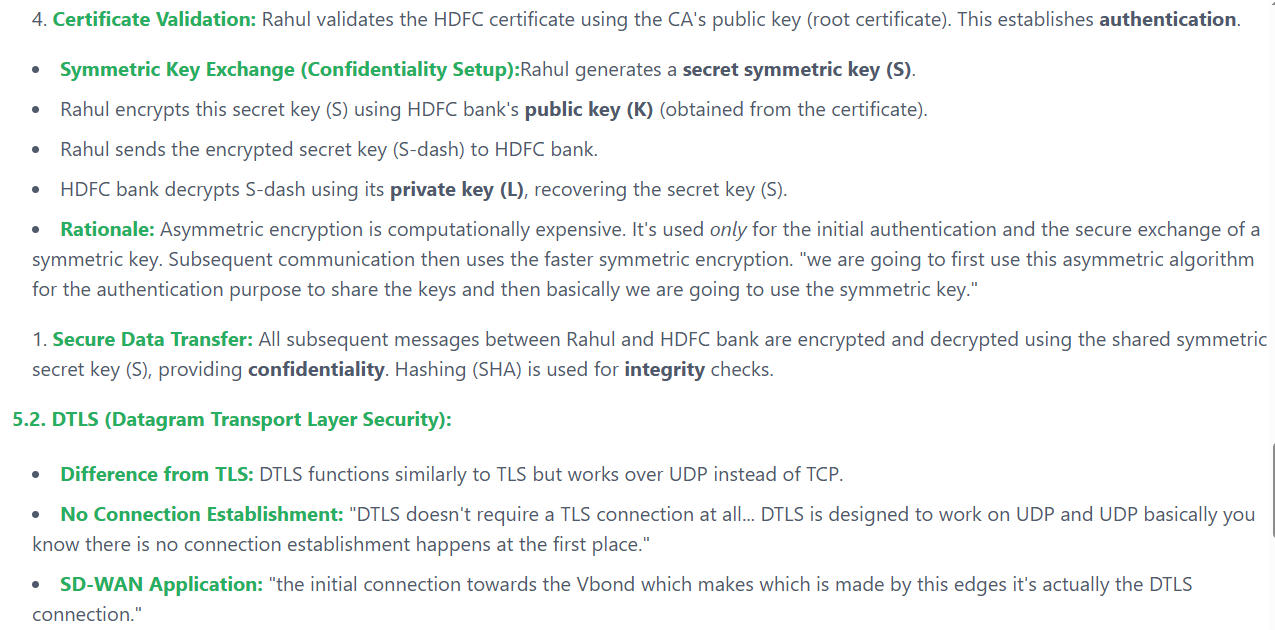 4. Certificate Validation: Rahul validates the HDFC certificate using the CA's public key (root certificate). This establishes authentication.
• Symmetric Key Exchange (Confidentiality Setup):Rahul generates a secret symmetric key (S).
• Rahul encrypts this secret key (S) using HDFC bank's public key (K) (obtained from the certificate).
• Rahul sends the encrypted secret key (S-dash) to HDFC bank.
• HDFC bank decrypts S-dash using its private key (L), recovering the secret key (S).
• Rationale: Asymmetric encryption is computationally expensive. It's used only for the initial authentication and the secure exchange of a
symmetric key. Subsequent communication then uses the faster symmetric encryption. "we are going to first use this asymmetric algorithm
for the authentication purpose to share the keys and then basically we are going to use the symmetric key."
1. Secure Data Transfer: All subsequent messages between Rahul and HDFC bank are encrypted and decrypted using the shared symmetric
secret key (S), providing confidentiality. Hashing (SHA) is used for integrity checks.
5.2. DTLS (Datagram Transport Layer Security):
• Difference from TLS: DTLS functions similarly to TLS but works over UDP instead of TCP.
• No Connection Establishment: "DTLS doesn't require a TLS connection at all... DTLS is designed to work on UDP and UDP basically you
know there is no connection establishment happens at the first place."
• SD-WAN Application: "the initial connection towards the Vbond which makes which is made by this edges it's actually the DTLS
connection."